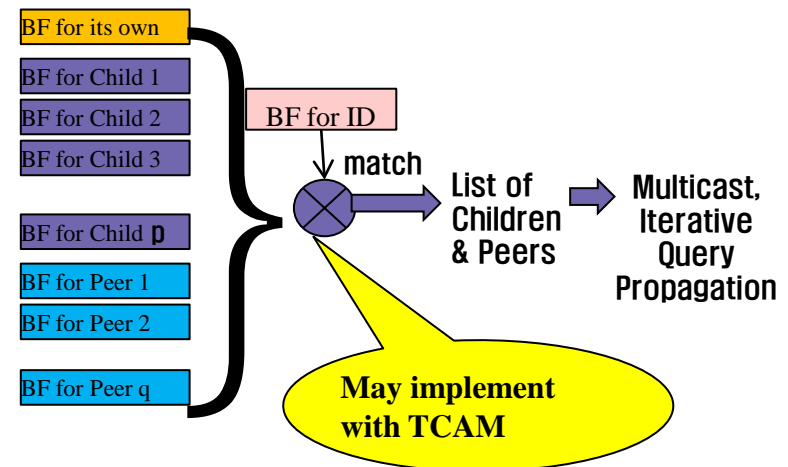 BF for its own
BF for Child 1
BF for Child 2
BF for Child 3
BF for Child p
BF for Peer 1
BF for Peer 2
BF for Peer q
BF for ID
match
List of
Children
& Peers
Multicast,
Iterative
Query
Propagation
May implement
with TCAM